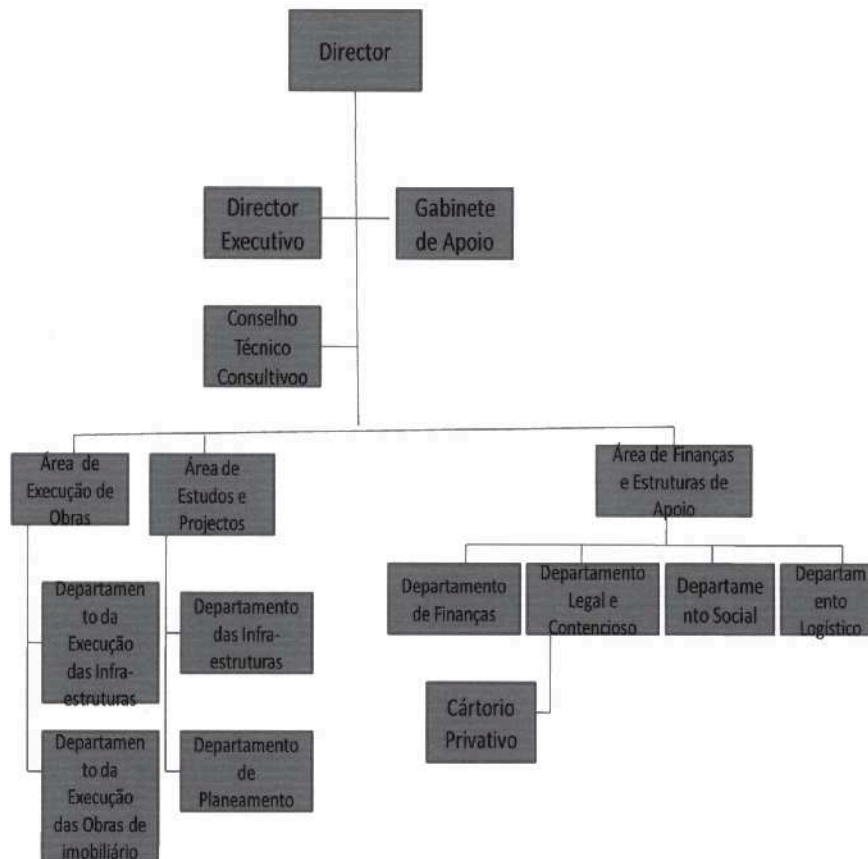 Director
Director
Executivo
Gabinete
de Apoio
Conselho
Técnico
Consultivoo
Área de
Execução de
Obras
Área de
Estudos e
Projectos
Área de Finanças
e Estruturas de
Apoio
Departamento
de Finanças
Departamento
Legal e
Contencioso
Departame
nto Social
Departam
ento
Logístico
Departamen
to da
Execução
das Infra-
estruturas
Departamento
das Infra-
estruturas
Cártorio
Privativo
Departamen
to da
Execução
das Obras de
imobiliário
Departamento
de
Planeamento